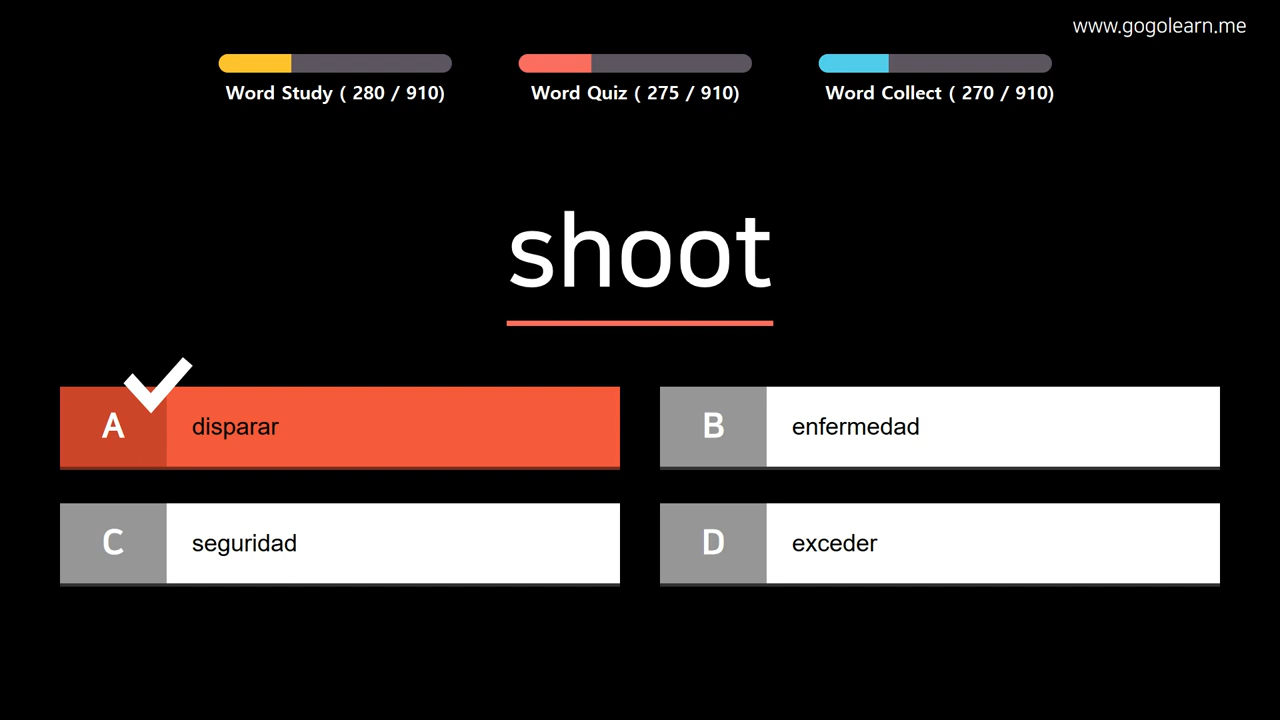 www.gogolearn.me
Word Study ( 280 / 910)
Word Quiz ( 275 / 910)
Word Collect ( 270 / 910)
shoot
A disparar
B enfermedad
C seguridad
D exceder